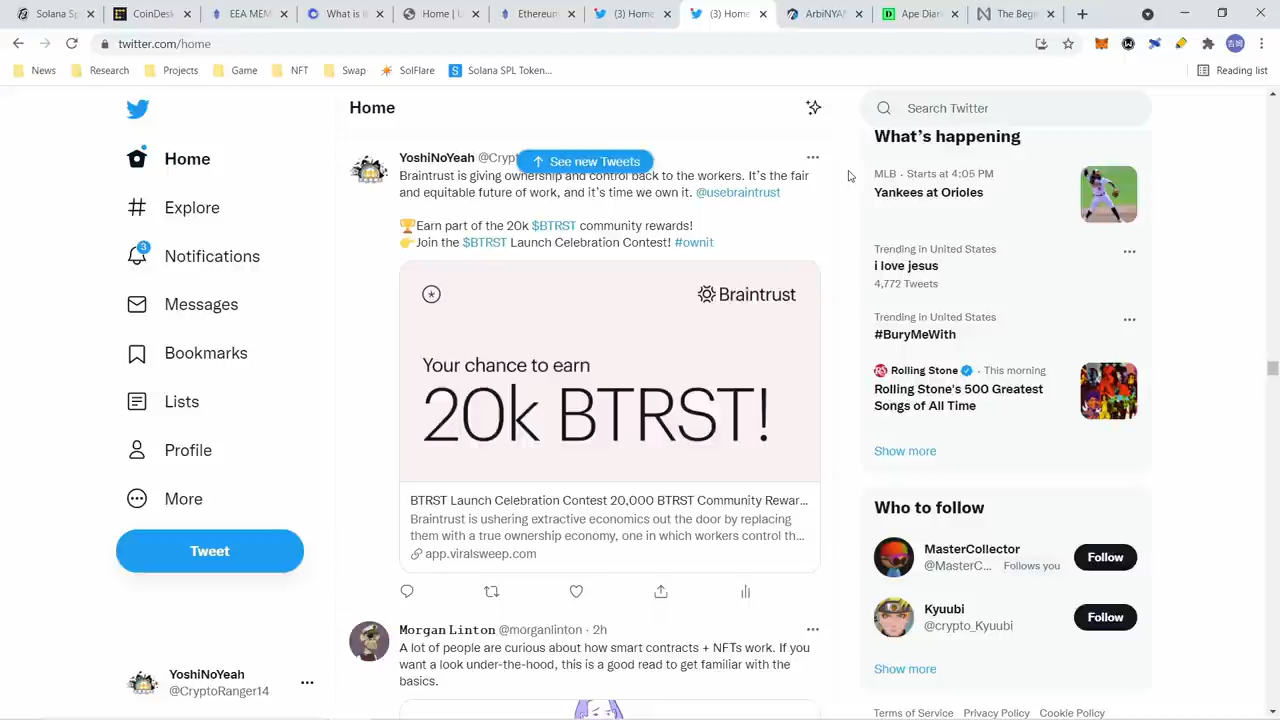 Solana Sp
CoinDesk
EEA MEM
What is
Home | L
Ethereum
(3) Home
(3) Home
ArbiNYAN
Ape Diar
The Begi
twitter.com/home
News
Research
Projects
Game
NFT
Swap
SolFlare
Solana SPL Token...
Reading list
Home
Explore
3
Notifications
Messages
Bookmarks
Lists
Profile
More
Tweet
YoshiNoYeah
@CryptoRanger14
Home
See new Tweets
YoshiNoYeah @Crypt
Braintrust is giving ownership and control back to the workers. It's the fair
and equitable future of work, and it's time we own it. @usebraintrust
🏆Earn part of the 20k $BTRST community rewards!
👉Join the $BTRST Launch Celebration Contest! #ownit
Braintrust
Your chance to earn
20k BTRST!
BTRST Launch Celebration Contest 20,000 BTRST Community Rewar...
Braintrust is ushering extractive economics out the door by replacing
them with a true ownership economy, one in which workers control th...
app.viralsweep.com
Morgan Linton @morganlinton · 2h
A lot of people are curious about how smart contracts + NFTs work. If you
want a look under-the-hood, this is a good read to get familiar with the
basics.
Search Twitter
What's happening
MLB · Starts at 4:05 PM
Yankees at Orioles
Trending in United States
i love jesus
4,772 Tweets
Trending in United States
#BuryMeWith
Rolling Stone · This morning
Rolling Stone's 500 Greatest
Songs of All Time
Show more
Who to follow
MasterCollector
@MasterC... Follows you
Follow
Kyuubi
@crypto_Kyuubi
Follow
Show more
Terms of Service Privacy Policy Cookie Policy